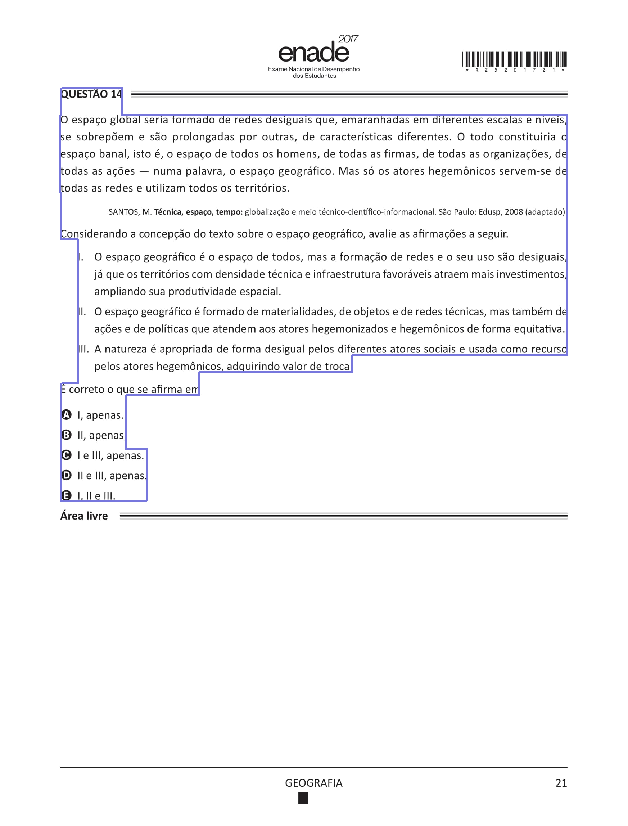 2017
enade
Exame Nacional de Desempenho
dos Estudantes
*R2520172 1*
QUESTÃO 14
O espaço global seria formado de redes desiguais que, emaranhadas em diferentes escalas e níveis,
se sobrepõem e são prolongadas por outras, de características diferentes. O todo constituiria o
espaço banal, isto é, o espaço de todos os homens, de todas as firmas, de todas as organizações, de
todas as ações — numa palavra, o espaço geográfico. Mas só os atores hegemônicos servem-se de
todas as redes e utilizam todos os territórios.
SANTOS, M. Técnica, espaço, tempo: globalização e meio técnico-científico-informacional. São Paulo: Edusp, 2008 (adaptado).
Considerando a concepção do texto sobre o espaço geográfico, avalie as afirmações a seguir.
I. O espaço geográfico é o espaço de todos, mas a formação de redes e o seu uso são desiguais,
já que os territórios com densidade técnica e infraestrutura favoráveis atraem mais investimentos,
ampliando sua produtividade espacial.
II. O espaço geográfico é formado de materialidades, de objetos e de redes técnicas, mas também de
ações e de políticas que atendem aos atores hegemonizados e hegemônicos de forma equitativa.
III. A natureza é apropriada de forma desigual pelos diferentes atores sociais e usada como recurso
pelos atores hegemônicos, adquirindo valor de troca.
É correto o que se afirma em
A I, apenas.
B II, apenas.
C I e III, apenas.
D II e III, apenas.
E I, II e III.
Área livre
GEOGRAFIA
21